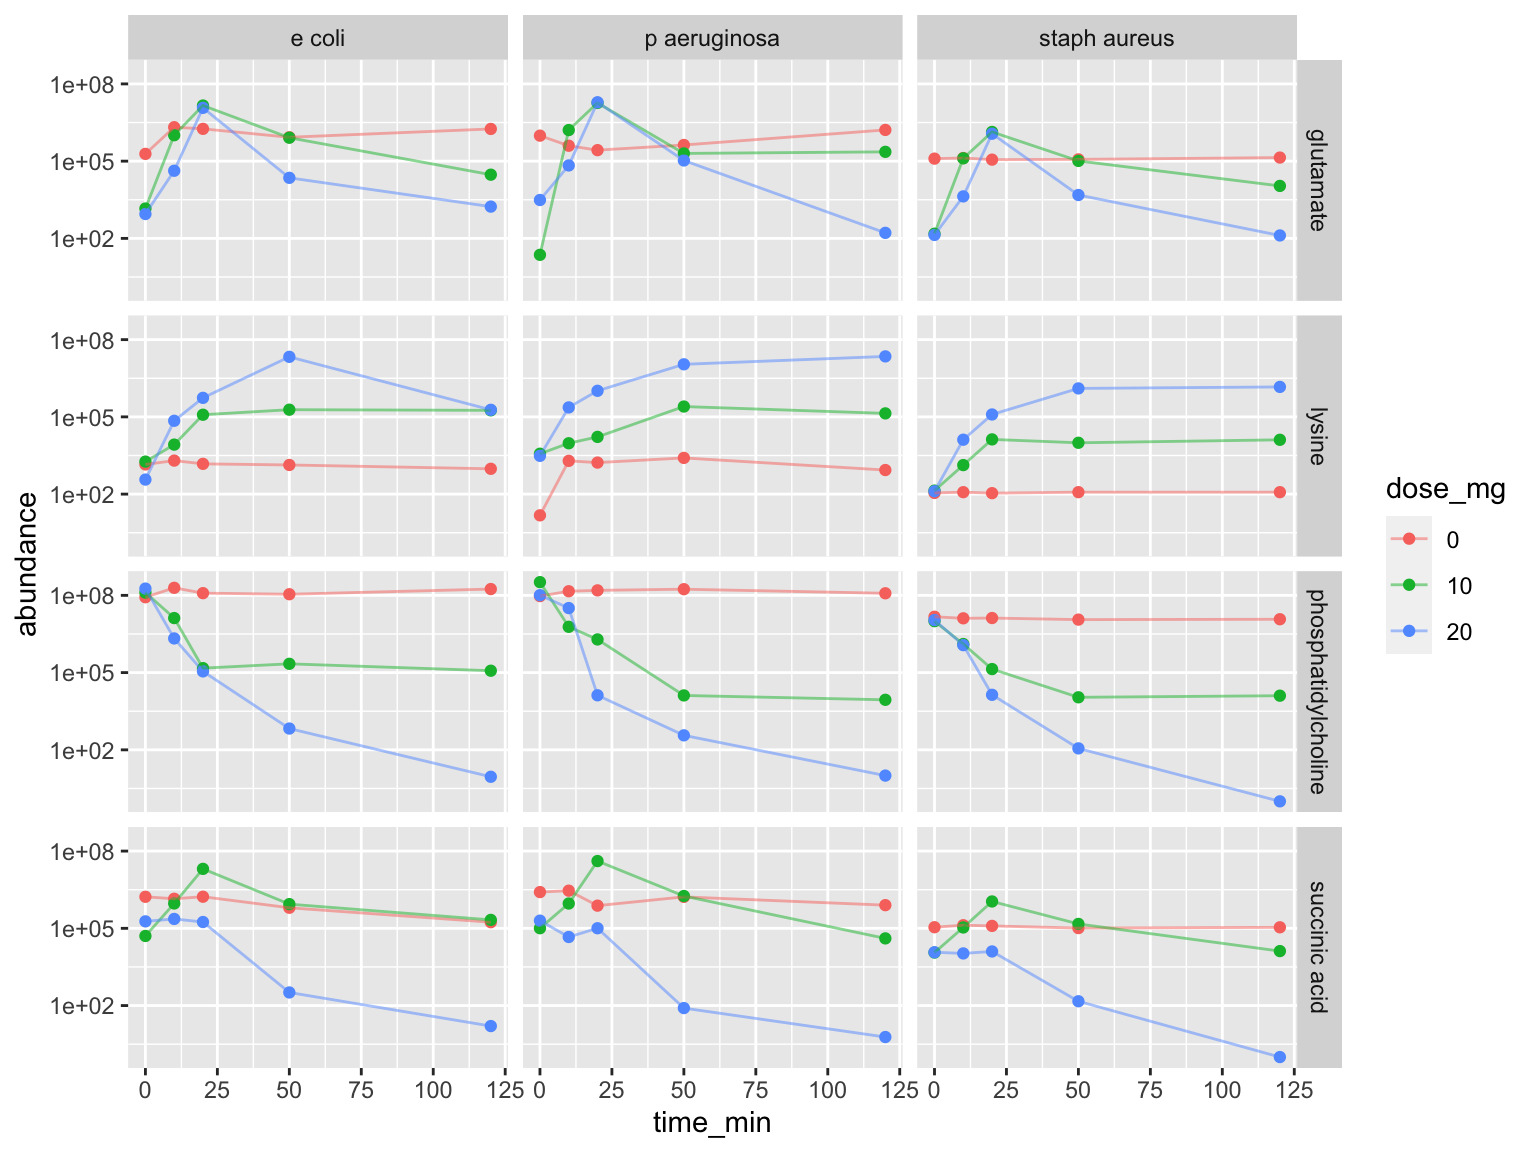 e coli p aeruginosa staph aureus
1e+08
1e+05
1e+02
glutamate
1e+08
1e+05
1e+02
lysine
1e+08
1e+05
1e+02
phosphatidylcholine
1e+08
1e+05
1e+02
succinic acid
abundance
0 25 50 75 100 125 0 25 50 75 100 125 0 25 50 75 100 125
time_min
dose_mg
0
10
20